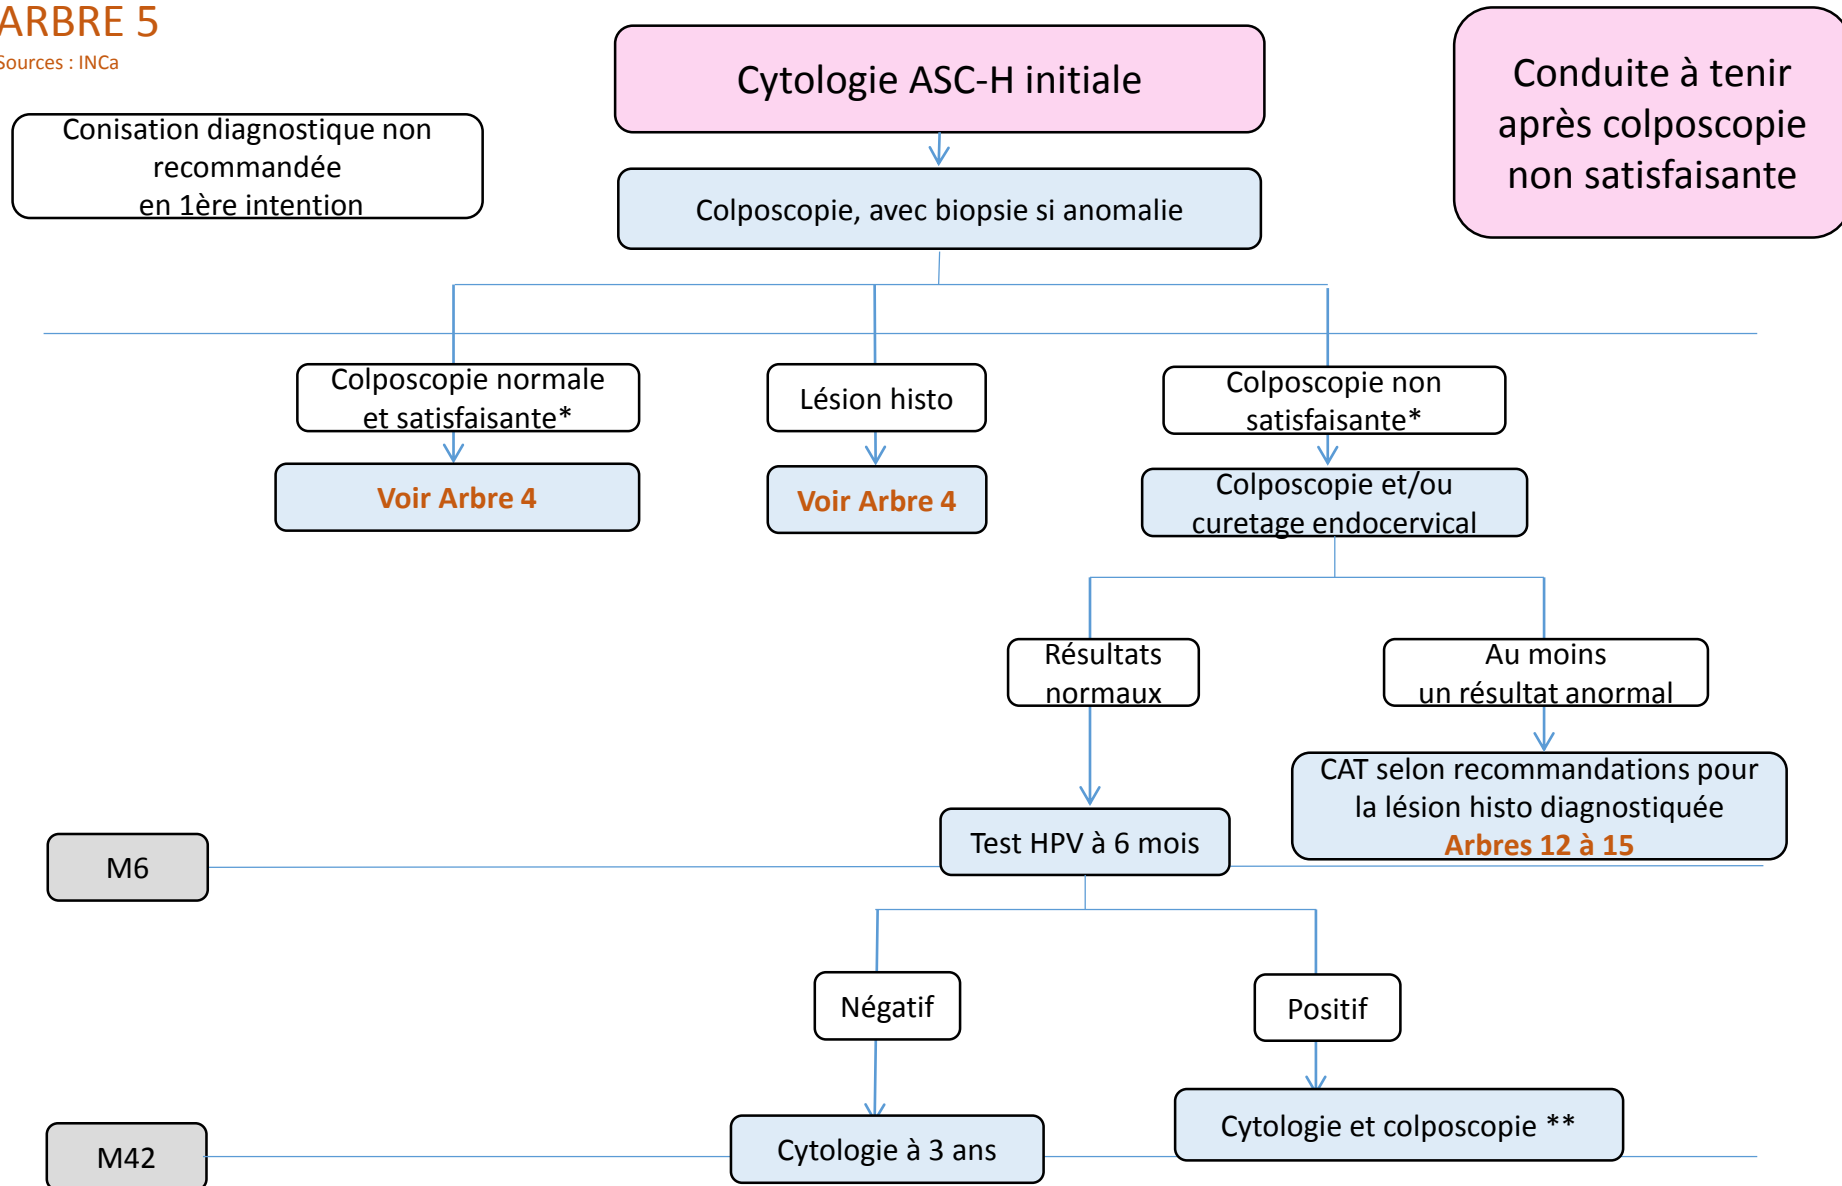 ARBRE 5
Sources : INCa
Cytologie ASC-H initiale
Conduite à tenir
après colposcopie
non satisfaisante
Conisation diagnostique non
recommandée
en 1ère intention
Colposcopie, avec biopsie si anomalie
Colposcopie normale
et satisfaisante*
Lésion histo
Colposcopie non
satisfaisante*
Voir Arbre 4
Voir Arbre 4
Colposcopie et/ou
curetage endocervical
Résultats
normaux
Au moins
un résultat anormal
CAT selon recommandations pour
la lésion histo diagnostiquée
Arbres 12 à 15
M6
Test HPV à 6 mois
Négatif
Positif
M42
Cytologie à 3 ans
Cytologie et colposcopie **